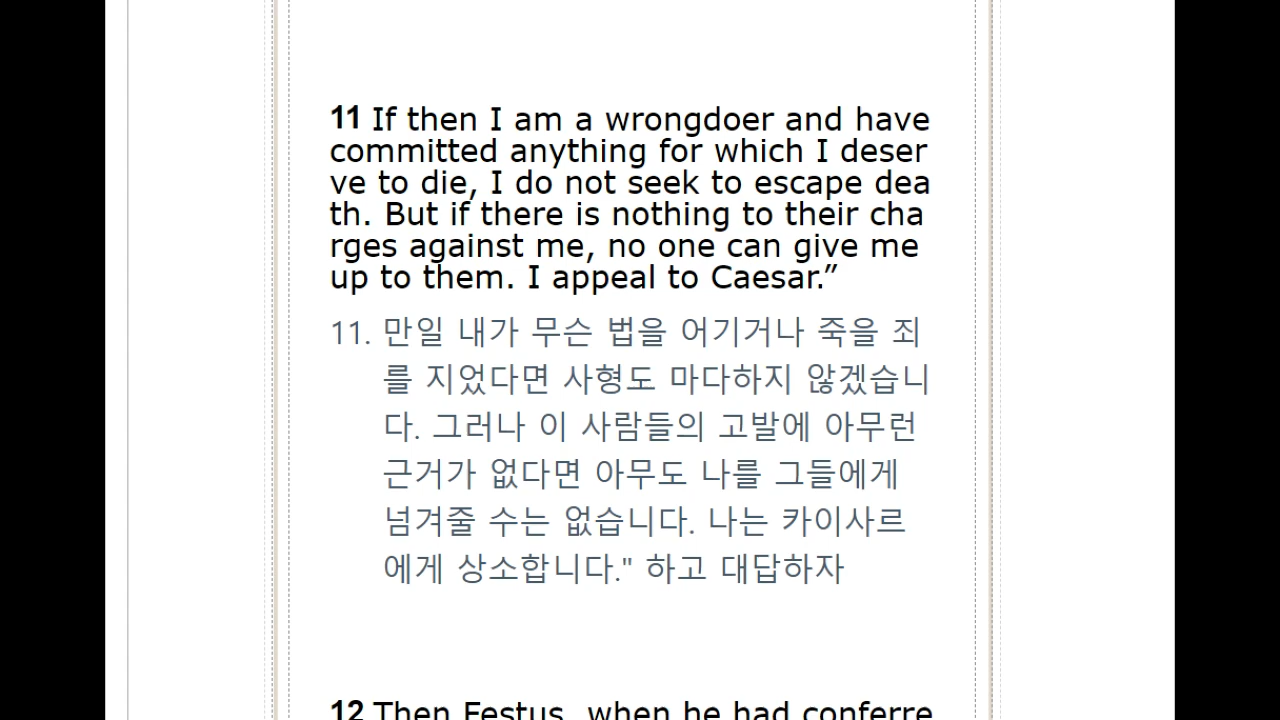 11 If then I am a wrongdoer and have
committed anything for which I deser
ve to die, I do not seek to escape dea
th. But if there is nothing to their cha
rges against me, no one can give me
up to them. I appeal to Caesar.”
11. 만일 내가 무슨 법을 어기거나 죽을 죄
를 지었다면 사형도 마다하지 않겠습니
다. 그러나 이 사람들의 고발에 아무런
근거가 없다면 아무도 나를 그들에게
넘겨줄 수는 없습니다. 나는 카이사르
에게 상소합니다." 하고 대답하자
12 Then Festus, when he had conferre